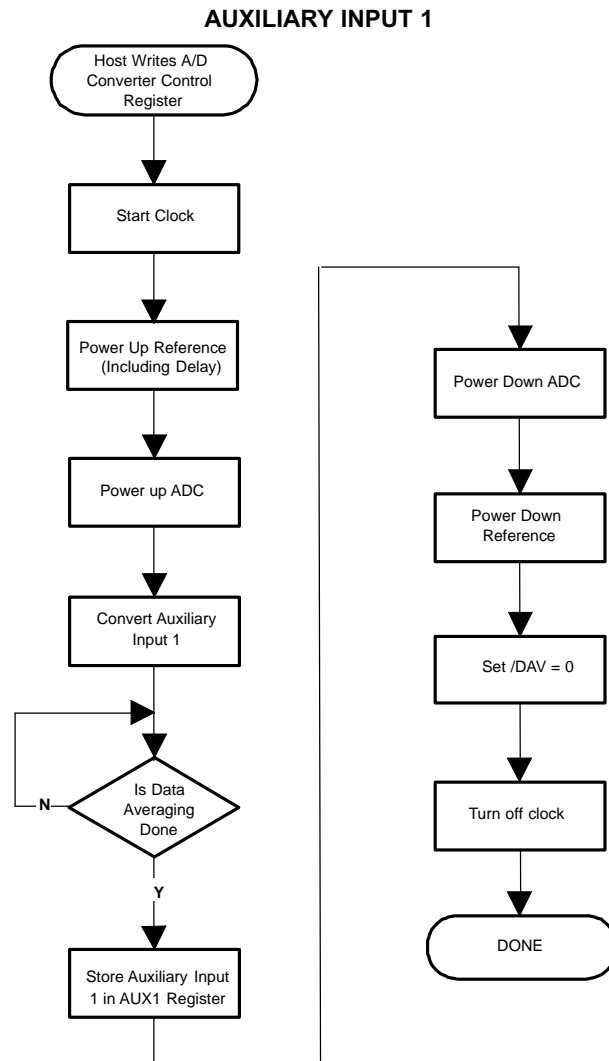 AUXILIARY INPUT 1
Host Writes A/D
Converter Control
Register
Start Clock
Power Up Reference
(Including Delay)
Power up ADC
Convert Auxiliary
Input 1
Is Data
Averaging
Done
N
Y
Store Auxiliary Input
1 in AUX1 Register
Power Down ADC
Power Down
Reference
Set /DAV = 0
Turn off clock
DONE